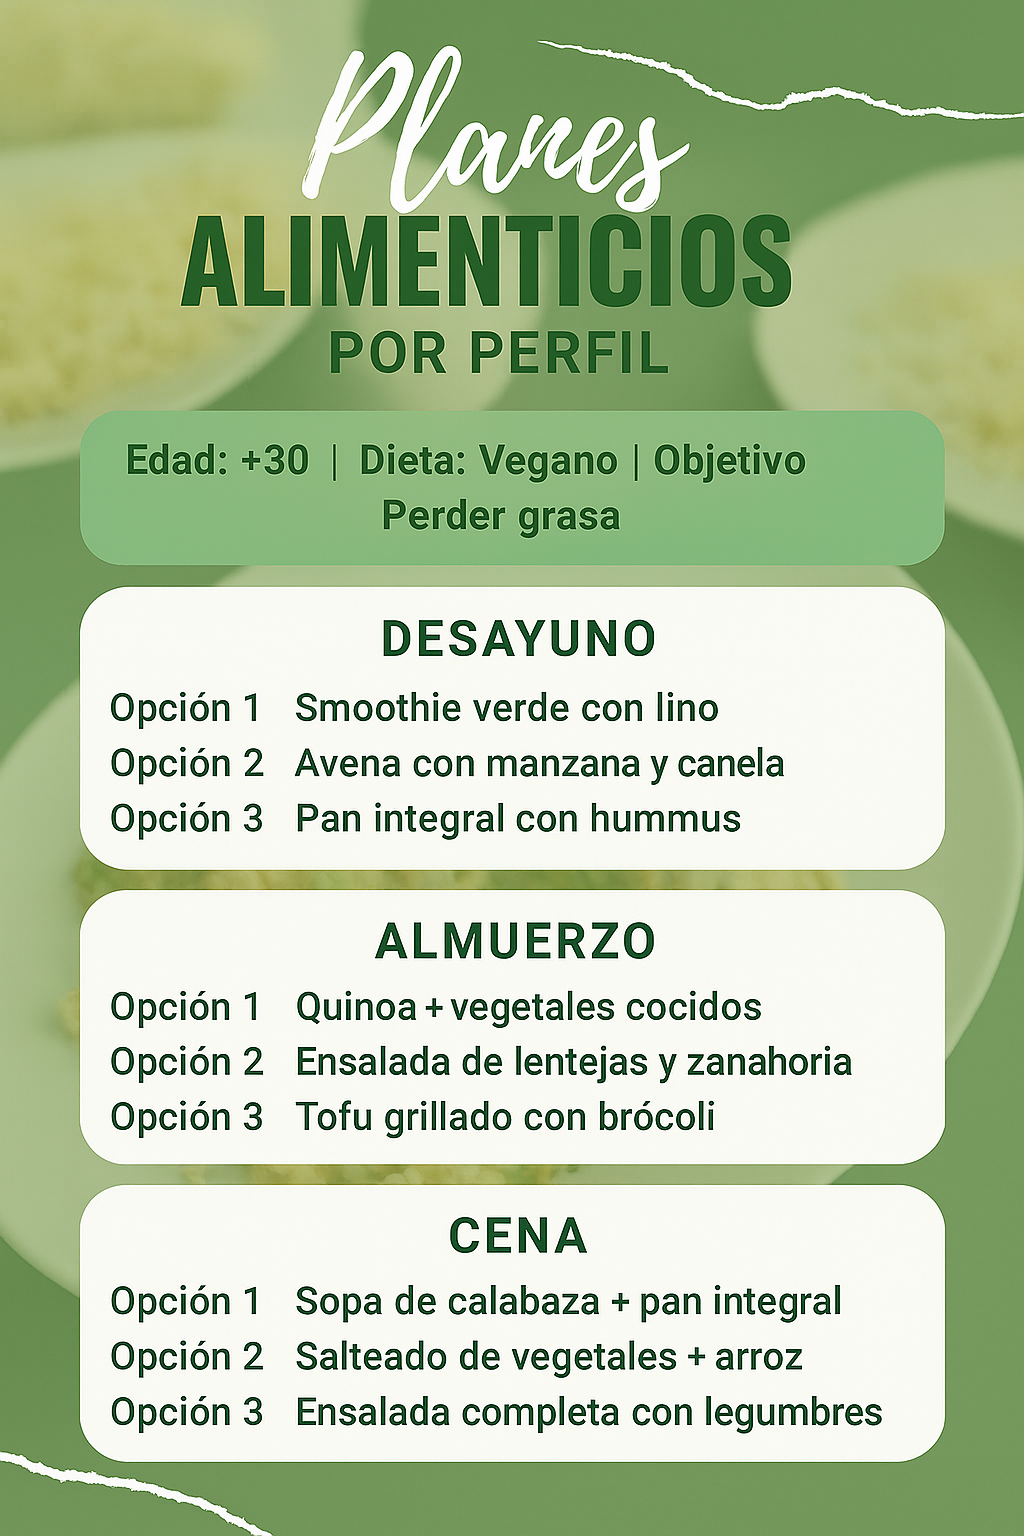 Planes
ALIMENTICIOS
POR PERFIL
Edad: +30 | Dieta: Vegano | Objetivo
Perder grasa
DESAYUNO
Opción 1 Smoothie verde con lino
Opción 2 Avena con manzana y canela
Opción 3 Pan integral con hummus
ALMUERZO
Opción 1 Quinoa + vegetales cocidos
Opción 2 Ensalada de lentejas y zanahoria
Opción 3 Tofu grillado con brócoli
CENA
Opción 1 Sopa de calabaza + pan integral
Opción 2 Salteado de vegetales + arroz
Opción 3 Ensalada completa con legumbres